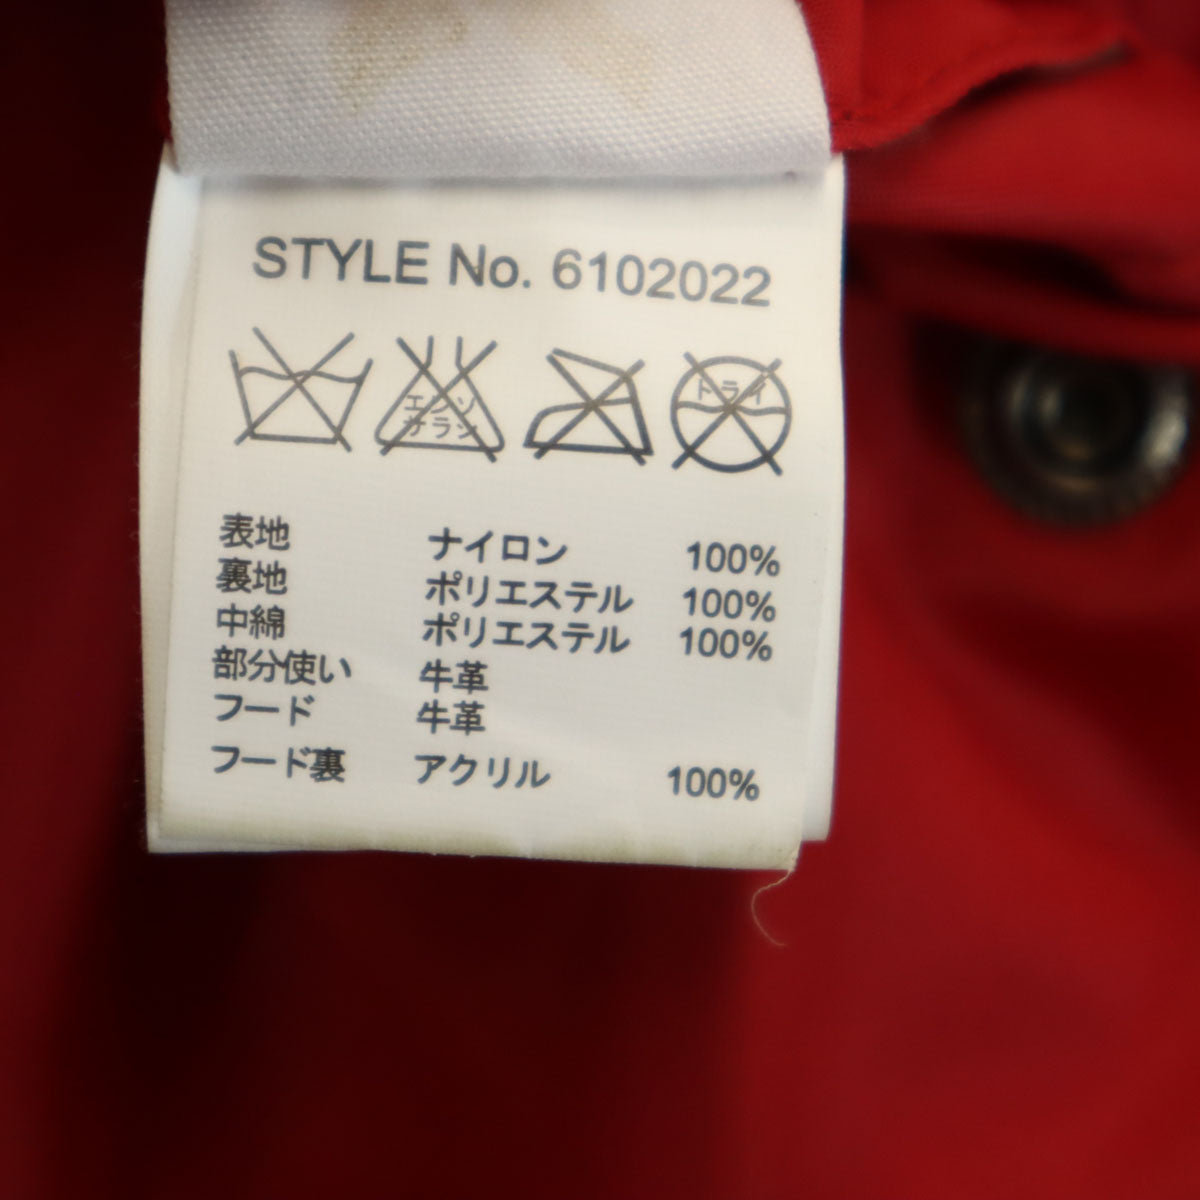 STYLE No. 6102022
エンソ サラシ ドライ
表地 ナイロン 100%
裏地 ポリエステル 100%
中綿 ポリエステル 100%
部分使い 牛革
フード 牛革
フード裏 アクリル 100%